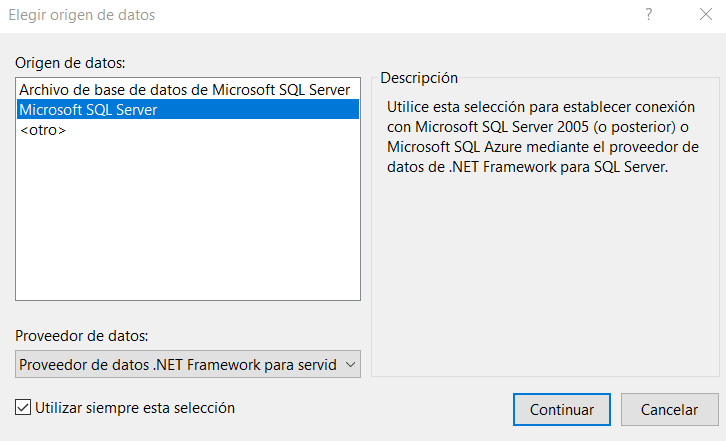 Elegir origen de datos
?
Origen de datos:
Archivo de base de datos de Microsoft SQL Server
Microsoft SQL Server
<otro>
Descripción
Utilice esta selección para establecer conexión
con Microsoft SQL Server 2005 (o posterior) o
Microsoft SQL Azure mediante el proveedor de
datos de .NET Framework para SQL Server.
Proveedor de datos:
Proveedor de datos .NET Framework para servid
Utilizar siempre esta selección
Continuar
Cancelar